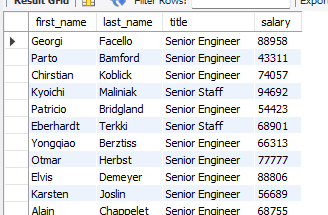 Result Grid Filter Rows: Export
first_name last_name title salary
Georgi Facello Senior Engineer 88958
Parto Bamford Senior Engineer 43311
Chirstian Koblick Senior Engineer 74057
Kyoichi Maliniak Senior Staff 94692
Patricio Bridgland Senior Engineer 54423
Eberhardt Terkki Senior Staff 68901
Yongqiao Berztiss Senior Engineer 66313
Otmar Herbst Senior Engineer 77777
Elvis Demeyer Senior Engineer 88806
Karsten Joslin Senior Engineer 56689
Alain Chappelet Senior Engineer 68755